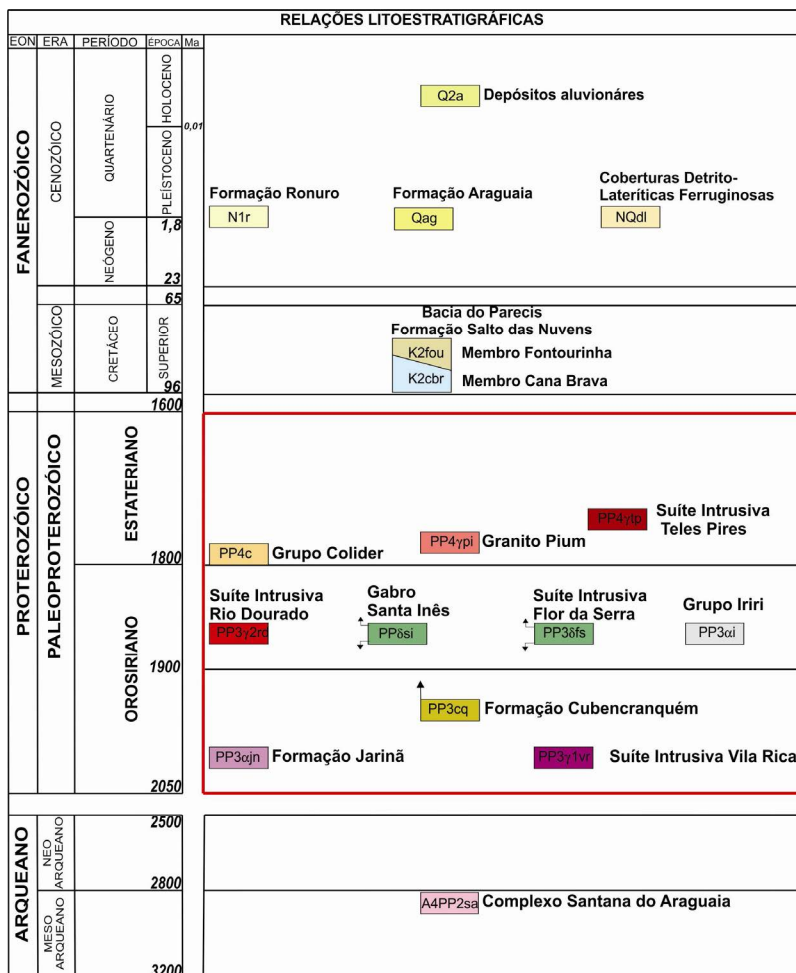 RELAÇÕES LITOESTRATIGRÁFICAS
EON ERA PERÍODO ÉPOCA Ma
FANEROZÓICO
CENOZÓICO
QUARTENÁRIO
HOLOCENO
Q2a Depósitos aluvionáres
0,01
PLEÍSTOCENO
Formação Ronuro
N1r
Formação Araguaia
Qag
Coberturas Detrito-
Lateríticas Ferruginosas
NQdl
1,8
NEÓGENO
23
65
MESOZÓICO
CRETÁCEO
SUPERIOR
Bacia do Parecis
Formação Salto das Nuvens
K2fou Membro Fontourinha
K2cbr Membro Cana Brava
96
1600
PROTEROZÓICO
PALEOPROTEROZÓICO
ESTATERIANO
PP4c Grupo Colider
PP4γpi Granito Pium
PP4γtp Suíte Intrusiva
Teles Pires
1800
OROSIRIANO
Suíte Intrusiva
Rio Dourado
PP3γ2rd
Gabro
Santa Inês
PPδsi
Suíte Intrusiva
Flor da Serra
PP3δfs
Grupo Iriri
PP3αi
1900
PP3cq Formação Cubencranquém
PP3αjn Formação Jarinã
PP3γ1vr Suíte Intrusiva Vila Rica
2050
ARQUEANO
2500
NEO
ARQUEANO
2800
MESO
ARQUEANO
A4PP2sa Complexo Santana do Araguaia
3200